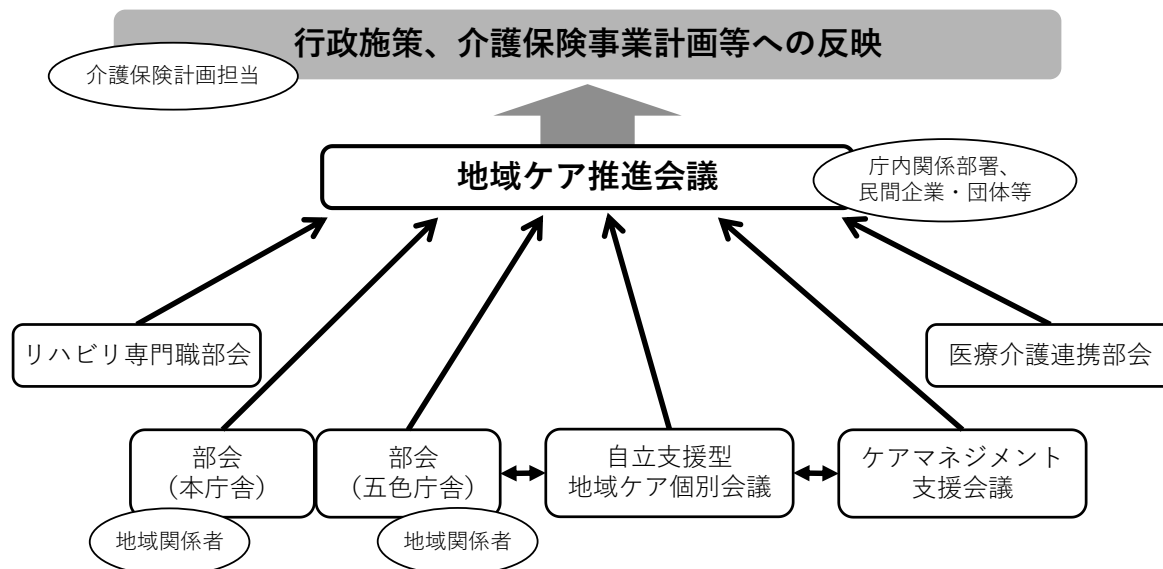 行政施策、介護保険事業計画等への反映
介護保険計画担当
地域ケア推進会議
庁内関係部署、
民間企業・団体等
リハビリ専門職部会
医療介護連携部会
部会
（本庁舎）
部会
（五色庁舎）
自立支援型
地域ケア個別会議
ケアマネジメント
支援会議
地域関係者
地域関係者